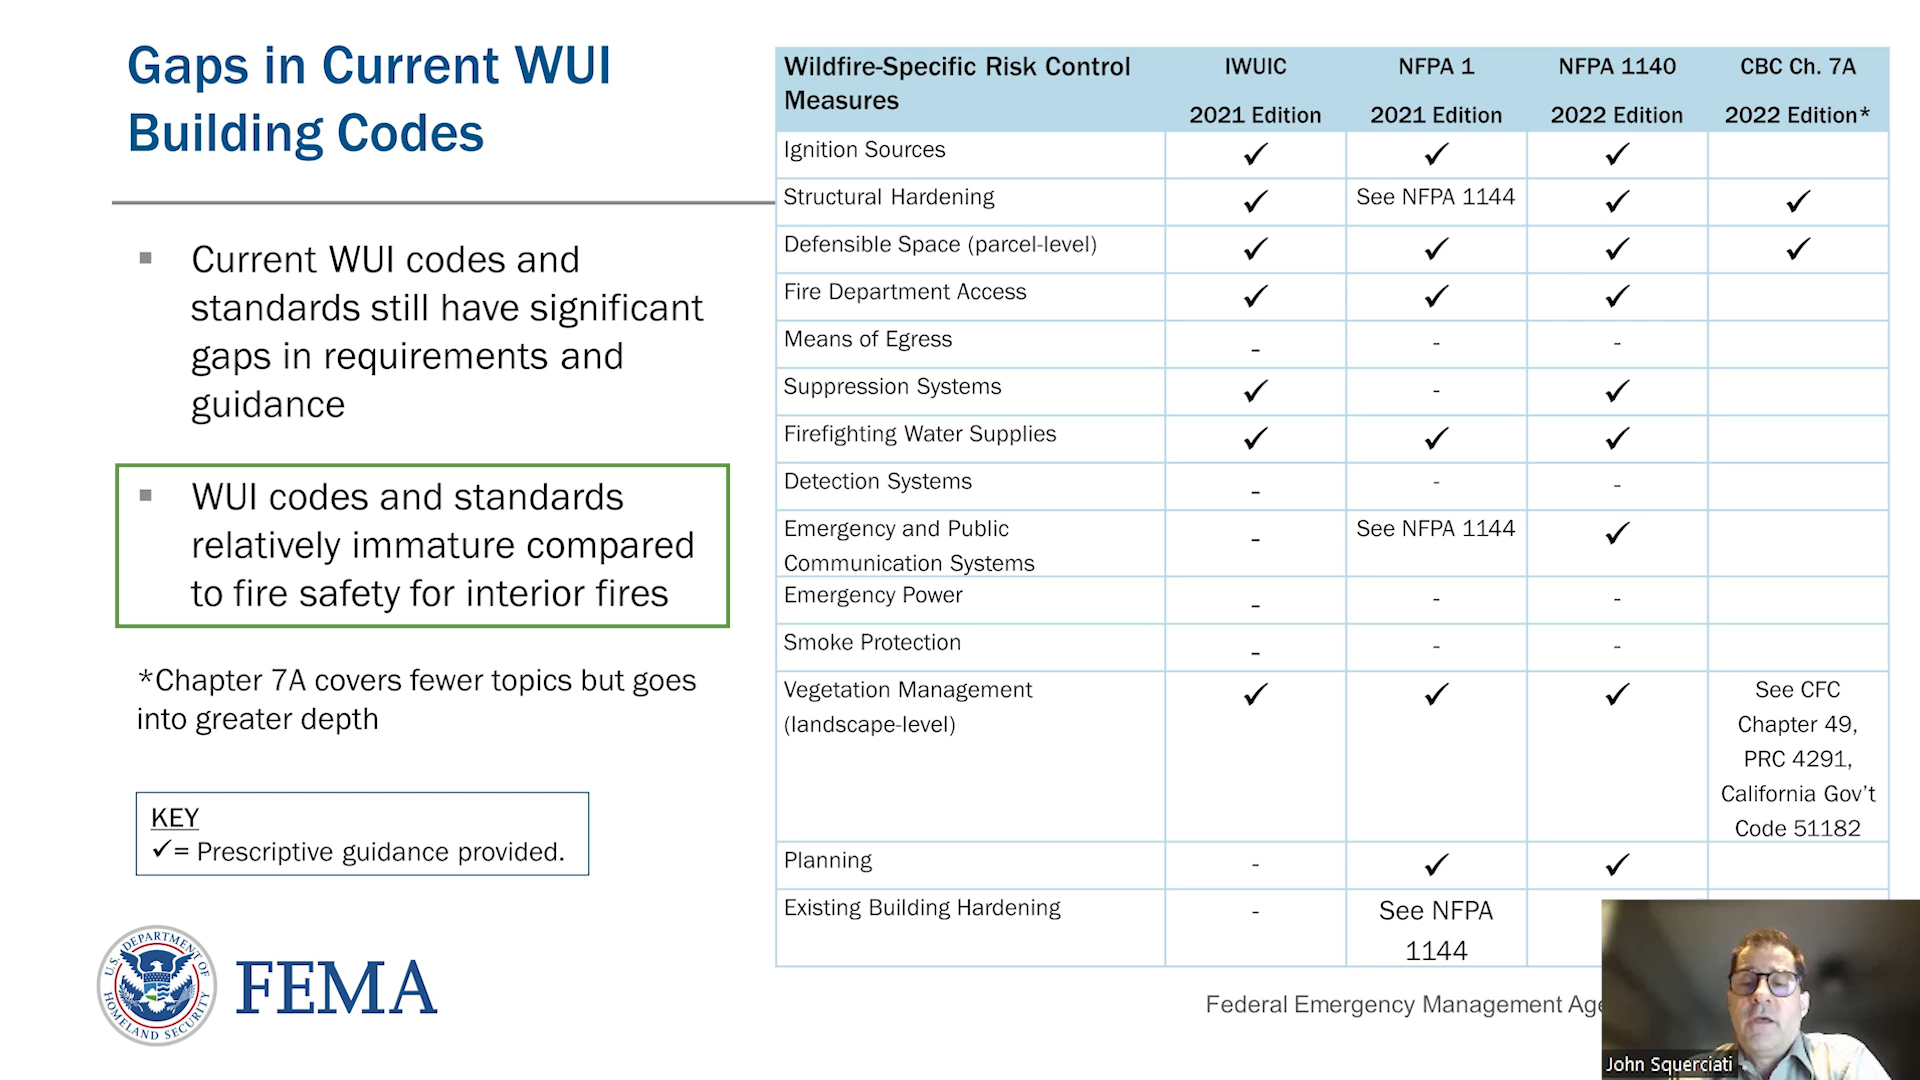 Gaps in Current WUI
Building Codes
▪ Current WUI codes and
standards still have significant
gaps in requirements and
guidance
▪ WUI codes and standards
relatively immature compared
to fire safety for interior fires
*Chapter 7A covers fewer topics but goes
into greater depth
KEY
✓= Prescriptive guidance provided.
U.S. DEPARTMENT OF
HOMELAND SECURITY
FEMA
Wildfire-Specific Risk Control IWUIC NFPA 1 NFPA 1140 CBC Ch. 7A
Measures 2021 Edition 2021 Edition 2022 Edition 2022 Edition*
Ignition Sources ✓ ✓ ✓
Structural Hardening ✓ See NFPA 1144 ✓ ✓
Defensible Space (parcel-level) ✓ ✓ ✓ ✓
Fire Department Access ✓ ✓ ✓
Means of Egress - - -
Suppression Systems ✓ - ✓
Firefighting Water Supplies ✓ ✓ ✓
Detection Systems - - -
Emergency and Public - See NFPA 1144 ✓
Communication Systems
Emergency Power - - -
Smoke Protection - - -
Vegetation Management ✓ ✓ ✓ See CFC
(landscape-level) Chapter 49,
PRC 4291,
California Gov't
Code 51182
Planning - ✓ ✓
Existing Building Hardening - See NFPA
1144
Federal Emergency Management Age
John Squerciati